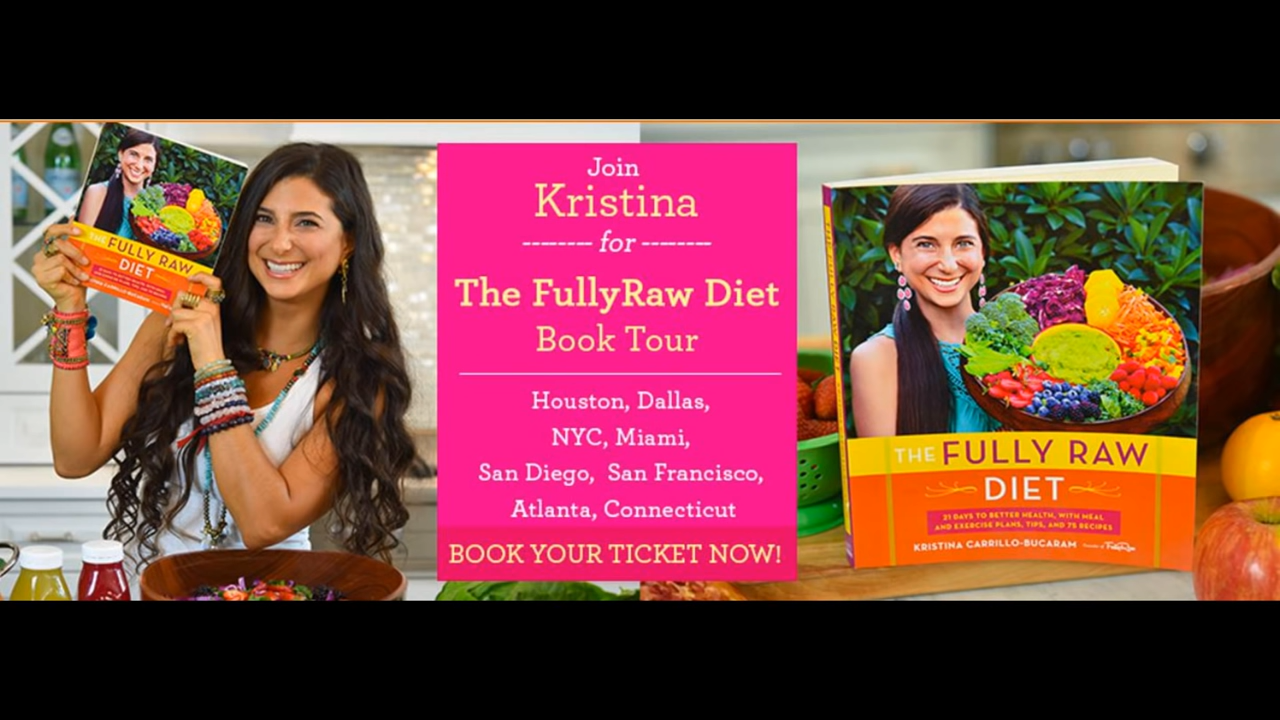 THE
FULLY RAW
DIET
Join
Kristina
-------- for --------
The FullyRaw Diet
Book Tour
Houston, Dallas,
NYC, Miami,
San Diego, San Francisco,
Atlanta, Connecticut
BOOK YOUR TICKET NOW!
THE FULLY RAW
DIET
21 DAYS TO BETTER HEALTH, WITH MEAL
AND EXERCISE PLANS, TIPS, AND 75 RECIPES
KRISTINA CARRILLO-BUCARAM